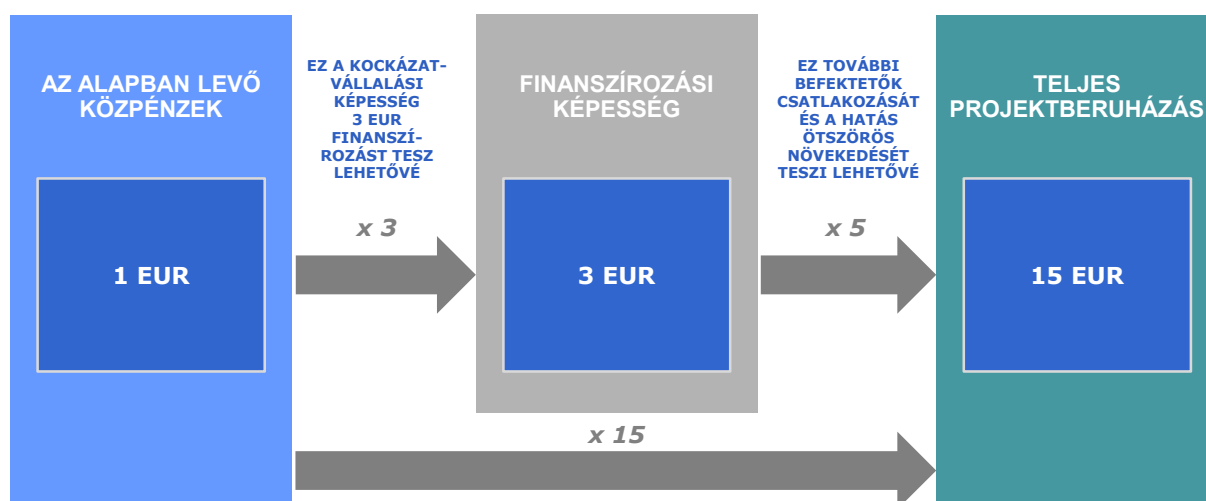 AZ ALAPBAN LEVŐ
KÖZPÉNZEK
1 EUR
EZ A KOCKÁZAT-
VÁLLALÁSI
KÉPESSÉG
3 EUR
FINANSZÍ-
ROZÁST TESZ
LEHETŐVÉ
x 3
FINANSZÍROZÁSI
KÉPESSÉG
3 EUR
EZ TOVÁBBI
BEFEKTETŐK
CSATLAKOZÁSÁT
ÉS A HATÁS
ÖTSZÖRÖS
NÖVEKEDÉSÉT
TESZI LEHETŐVÉ
x 5
TELJES
PROJEKTBERUHÁZÁS
15 EUR
x 15